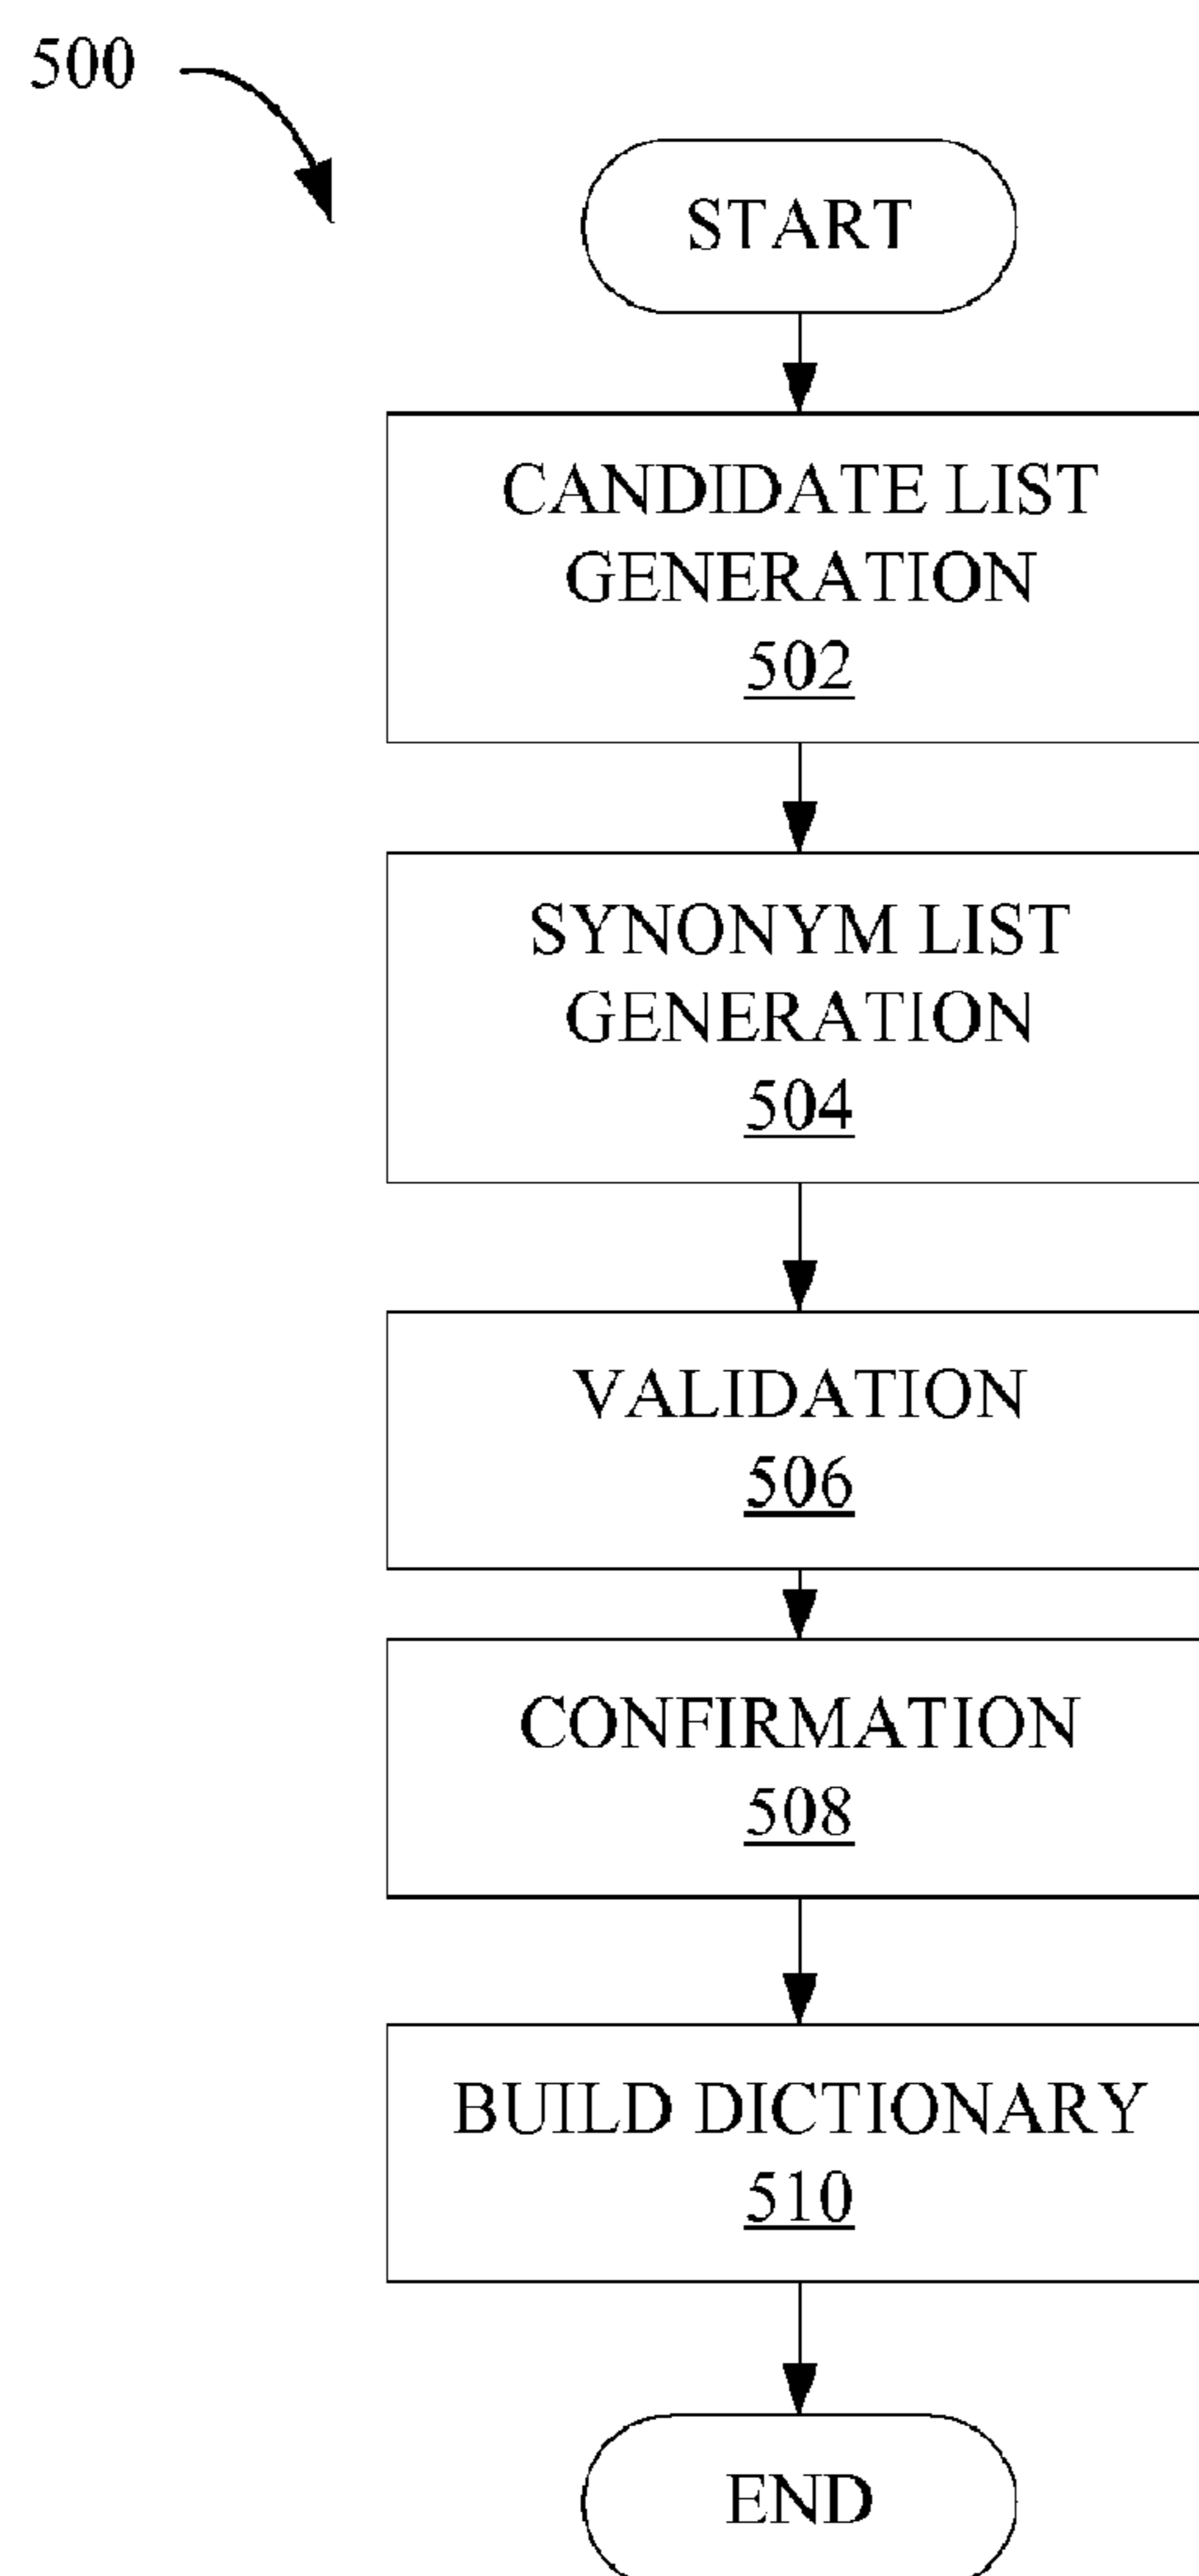 500
START
CANDIDATE LIST
GENERATION
502
SYNONYM LIST
GENERATION
504
VALIDATION
506
CONFIRMATION
508
BUILD DICTIONARY
510
END